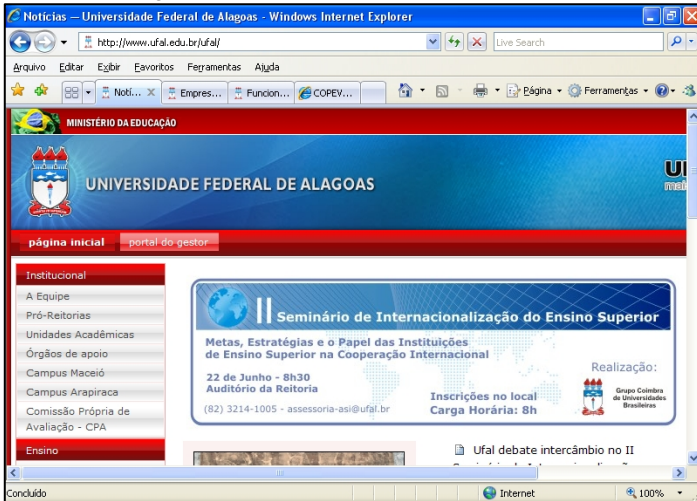 Notícias — Universidade Federal de Alagoas - Windows Internet Explorer
http://www.ufal.edu.br/ufal/
Live Search
Arquivo Editar Exibir Favoritos Ferramentas Ajuda
Notí... Empres... Funcion... COPEV... Página Ferramentas
MINISTÉRIO DA EDUCAÇÃO
UNIVERSIDADE FEDERAL DE ALAGOAS
página inicial portal do gestor
Institucional
A Equipe
Pró-Reitorias
Unidades Acadêmicas
Órgãos de apoio
Campus Maceió
Campus Arapiraca
Comissão Própria de
Avaliação - CPA
Ensino
II Seminário de Internacionalização do Ensino Superior
Metas, Estratégias e o Papel das Instituições
de Ensino Superior na Cooperação Internacional
22 de Junho - 8h30
Auditório da Reitoria
(82) 3214-1005 - assessoria-asi@ufal.br
Inscrições no local
Carga Horária: 8h
Realização:
Grupo Coimbra
de Universidades
Brasileiras
Ufal debate intercâmbio no II
Concluído Internet 100%